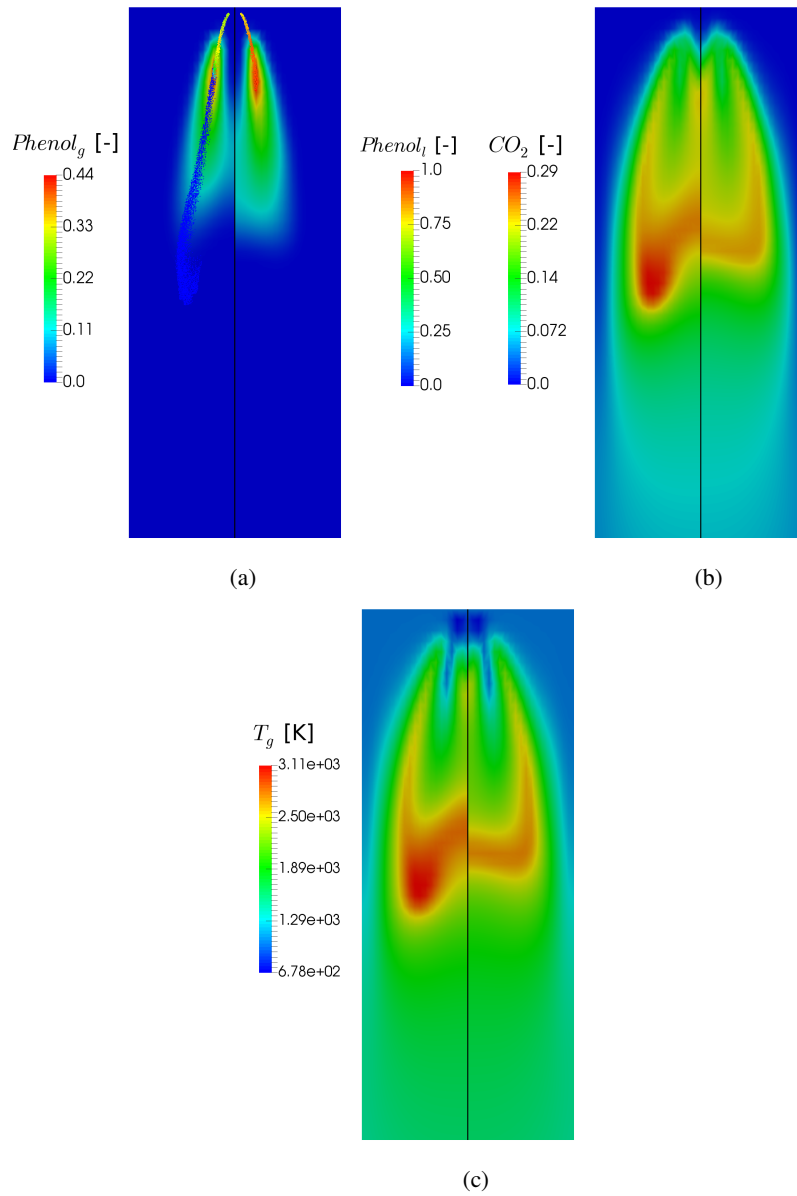 Phenol_g [-]
0.44
0.33
0.22
0.11
0.0
Phenol_l [-]
1.0
0.75
0.50
0.25
0.0
CO_2 [-]
0.29
0.22
0.14
0.072
0.0
(a)
(b)
T_g [K]
3.11e+03
2.50e+03
1.89e+03
1.29e+03
6.78e+02
(c)